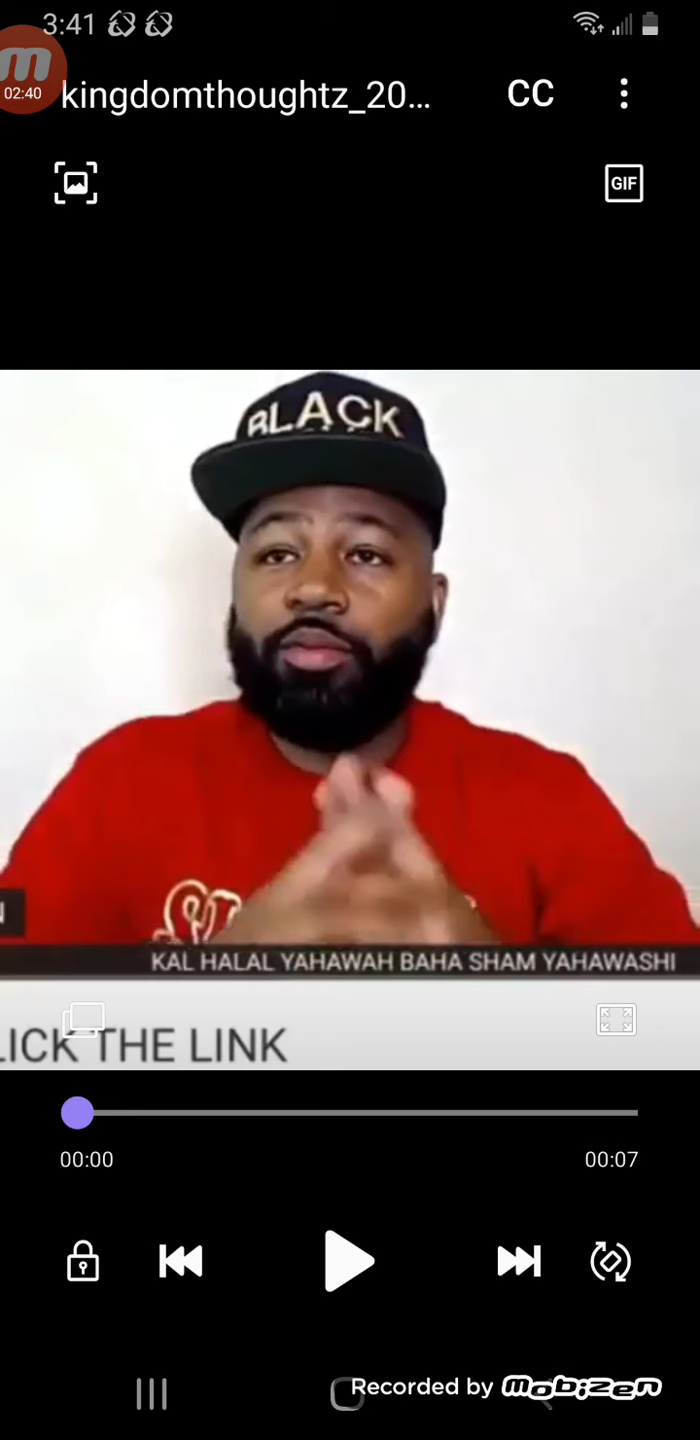 3:41
02:40
kingdomthoughtz_20...
CC
GIF
BLACK
KAL HALAL YAHAWAH BAHA SHAM YAHAWASHI
LICK THE LINK
00:00
00:07
Recorded by Mobizen